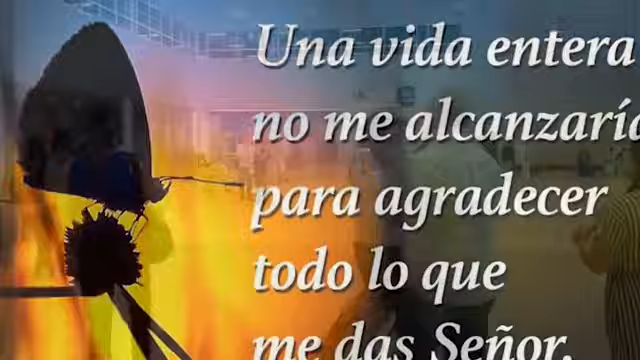 Una vida entera
no me alcanzaría
para agradecer
todo lo que
me das Señor.